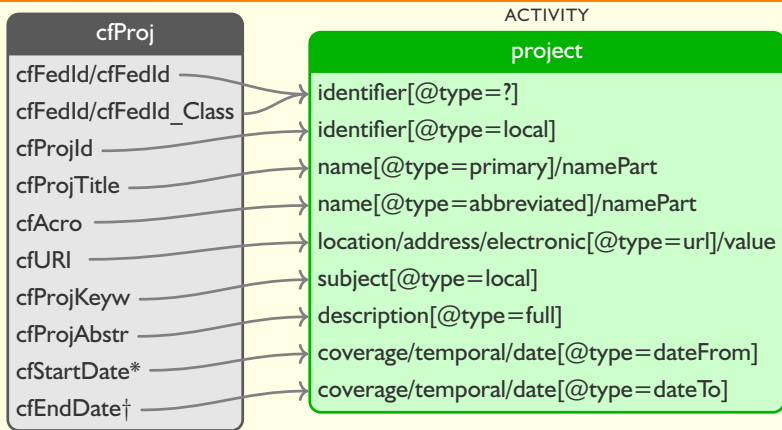 cfProj
cfFedId/cfFedId
cfFedId/cfFedId_Class
cfProjId
cfProjTitle
cfAcro
cfURI
cfProjKeyw
cfProjAbstr
cfStartDate*
cfEndDate†
ACTIVITY
project
identifier[@type=?]
identifier[@type=local]
name[@type=primary]/namePart
name[@type=abbreviated]/namePart
location/address/electronic[@type=url]/value
subject[@type=local]
description[@type=full]
coverage/temporal/date[@type=dateFrom]
coverage/temporal/date[@type=dateTo]